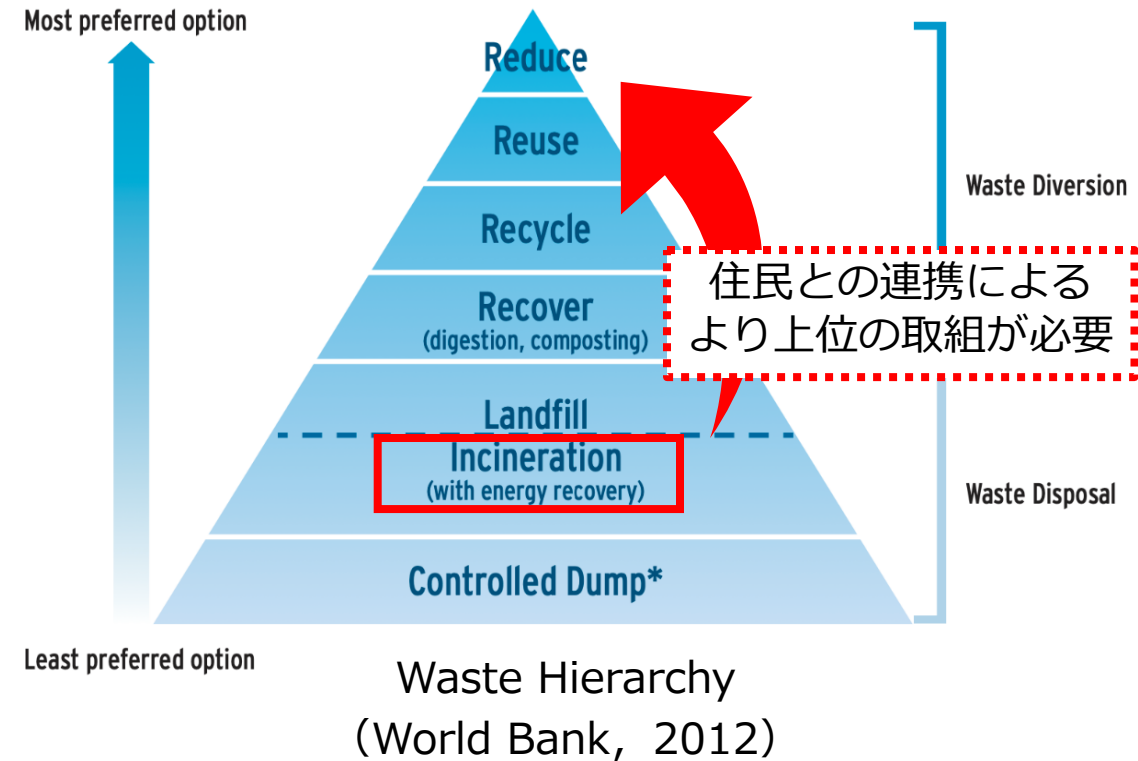 Most preferred option
Reduce
Reuse
Waste Diversion
Recycle
住民との連携による
より上位の取組が必要
Recover
(digestion, composting)
Landfill
Incineration
(with energy recovery)
Waste Disposal
Controlled Dump*
Least preferred option
Waste Hierarchy
（World Bank，2012）